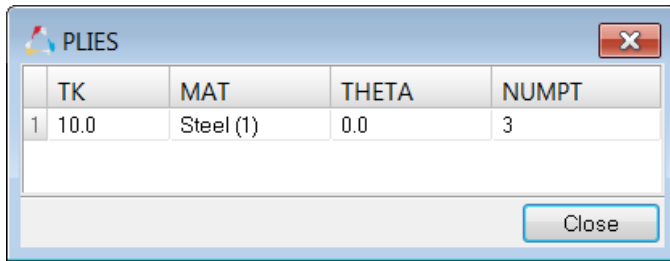 PLIES
TK MAT THETA NUMPT
1 10.0 Steel (1) 0.0 3
Close